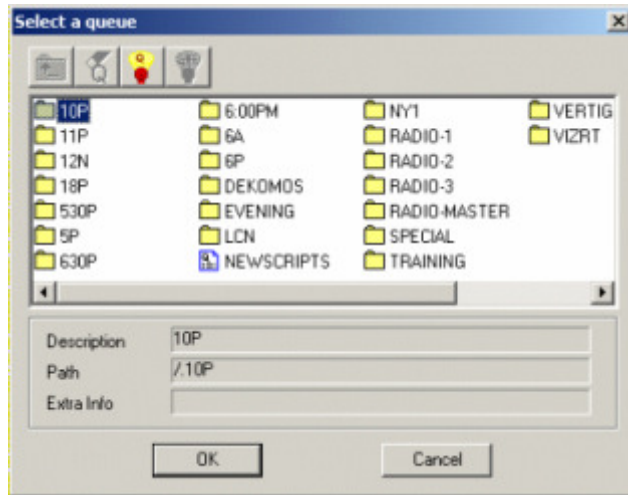 Select a queue
10P
11P
12N
18P
530P
5P
630P
6:00PM
6A
6P
DEKOMOS
EVENING
LCN
NEWSCRIPTS
NY1
RADIO-1
RADIO-2
RADIO-3
RADIO-MASTER
SPECIAL
TRAINING
VERTIG
VIZRT
Description 10P
Path /.10P
Extra Info
OK Cancel